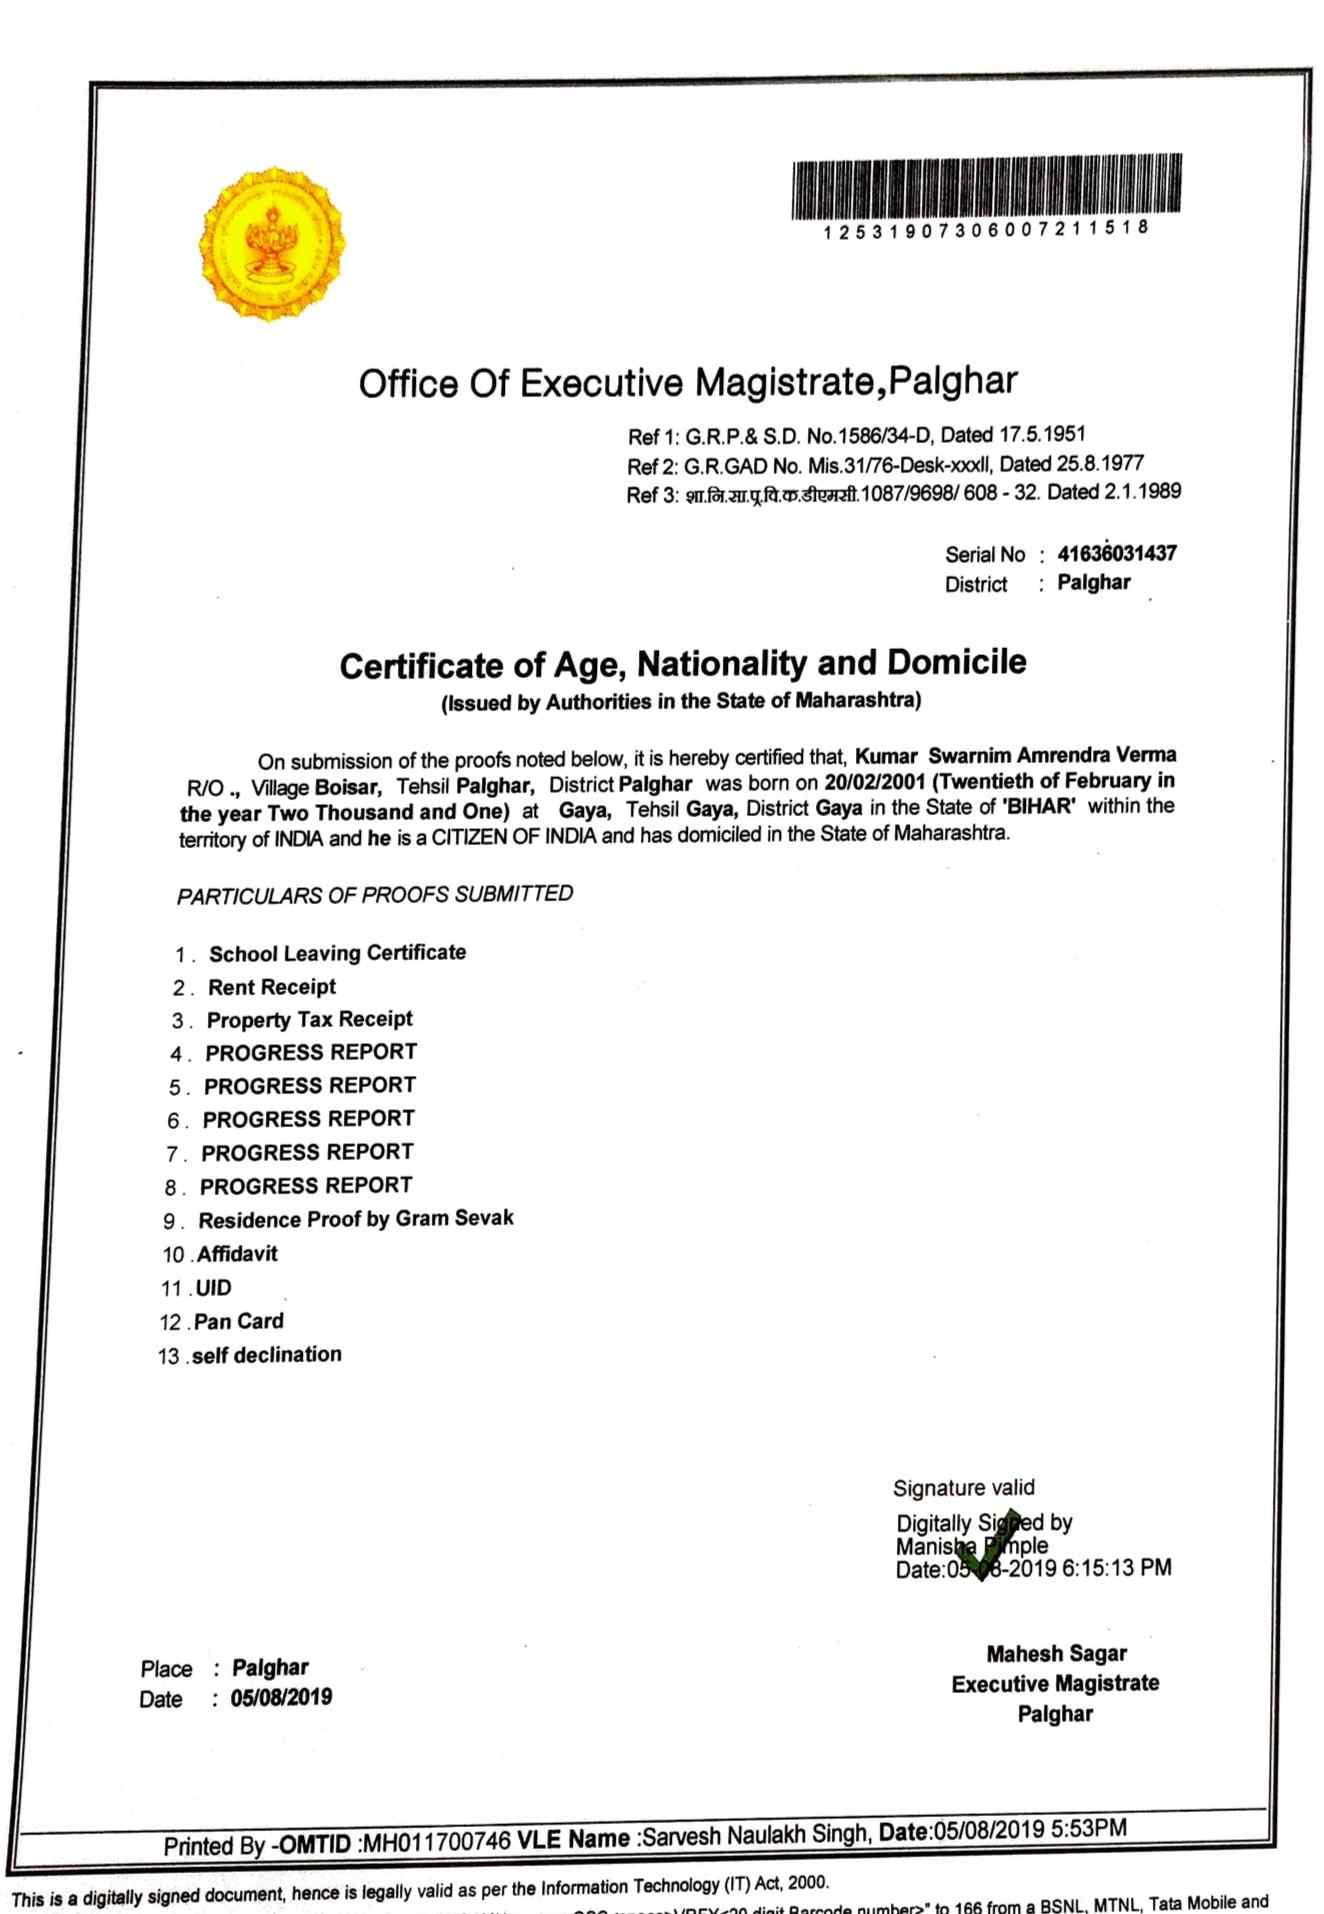 12531907306007211518
Office Of Executive Magistrate,Palghar
Ref 1: G.R.P.& S.D. No.1586/34-D, Dated 17.5.1951
Ref 2: G.R.GAD No. Mis.31/76-Desk-xxxII, Dated 25.8.1977
Ref 3: शा.नि.सा.प्र.वि.क.डीएमसी.1087/9698/ 608 - 32. Dated 2.1.1989
Serial No : 41636031437
District : Palghar
Certificate of Age, Nationality and Domicile
(Issued by Authorities in the State of Maharashtra)
On submission of the proofs noted below, it is hereby certified that, Kumar Swarnim Amrendra Verma
R/O ., Village Boisar, Tehsil Palghar, District Palghar was born on 20/02/2001 (Twentieth of February in
the year Two Thousand and One) at Gaya, Tehsil Gaya, District Gaya in the State of 'BIHAR' within the
territory of INDIA and he is a CITIZEN OF INDIA and has domiciled in the State of Maharashtra.
PARTICULARS OF PROOFS SUBMITTED
1. School Leaving Certificate
2. Rent Receipt
3. Property Tax Receipt
4. PROGRESS REPORT
5. PROGRESS REPORT
6. PROGRESS REPORT
7. PROGRESS REPORT
8. PROGRESS REPORT
9. Residence Proof by Gram Sevak
10.Affidavit
11.UID
12.Pan Card
13.self declination
Signature valid
Digitally Signed by
Manisha Pimple
Date:05-08-2019 6:15:13 PM
Mahesh Sagar
Executive Magistrate
Palghar
Place : Palghar
Date : 05/08/2019
Printed By -OMTID :MH011700746 VLE Name :Sarvesh Naulakh Singh, Date:05/08/2019 5:53PM
This is a digitally signed document, hence is legally valid as per the Information Technology (IT) Act, 2000.
digit Barcode number>" to 166 from a BSNL, MTNL, Tata Mobile and